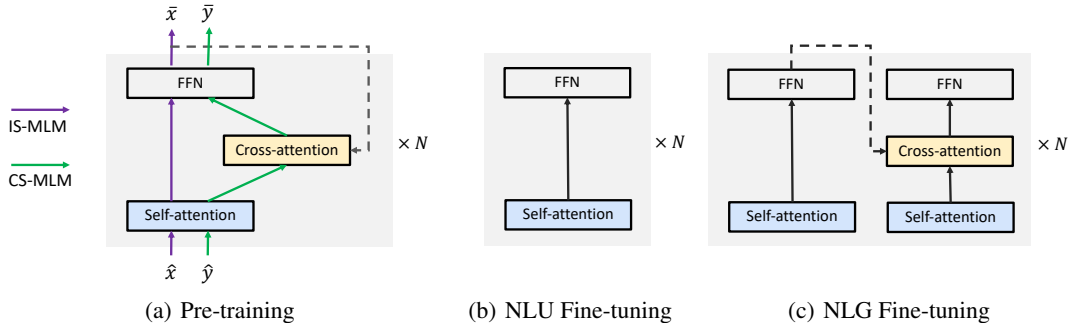 x̄ ȳ
FFN
Cross-attention
Self-attention
x̂ ŷ
IS-MLM
CS-MLM
× N
(a) Pre-training
FFN
Self-attention
× N
(b) NLU Fine-tuning
FFN
Self-attention
FFN
Cross-attention
Self-attention
× N
(c) NLG Fine-tuning